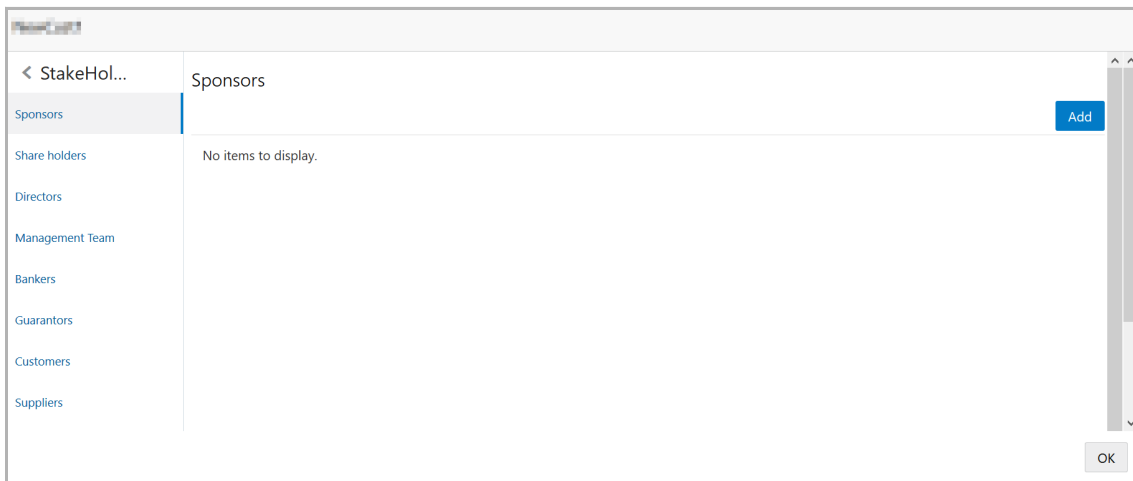 StakeHol...
Sponsors
Share holders
Directors
Management Team
Bankers
Guarantors
Customers
Suppliers
Sponsors
Add
No items to display.
OK